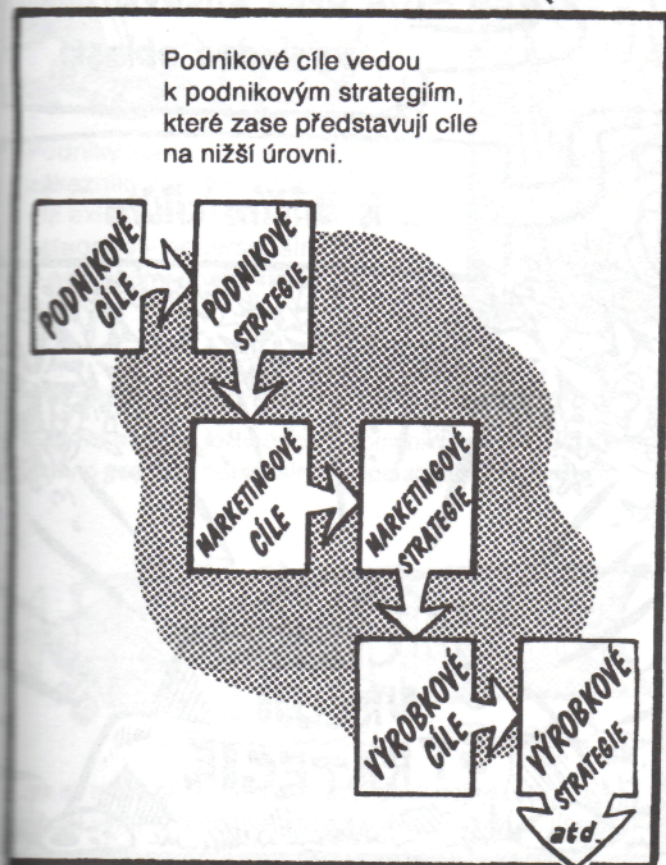 Podnikové cíle vedou
k podnikovým strategiím,
které zase představují cíle
na nižší úrovni.
PODNIKOVÉ
CÍLE
PODNIKOVÉ
STRATEGIE
MARKETINGOVÉ
CÍLE
MARKETINGOVÉ
STRATEGIE
VÝROBKOVÉ
CÍLE
VÝROBKOVÉ
STRATEGIE
atd.